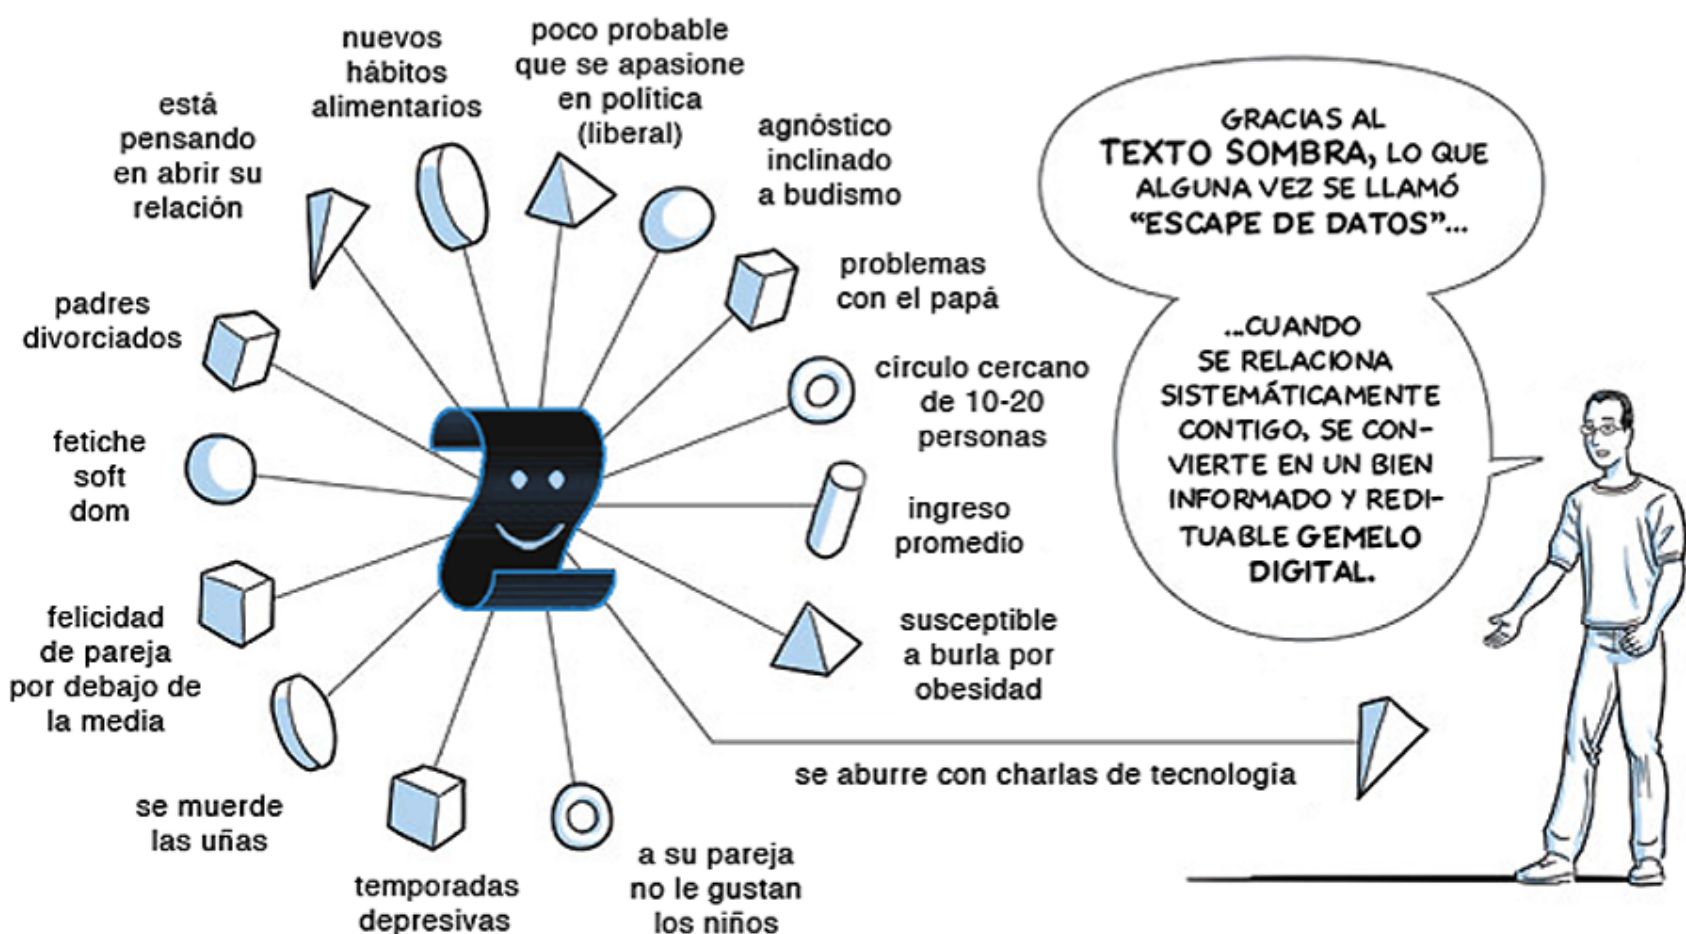 nuevos
hábitos
alimentarios
poco probable
que se apasione
en política
(liberal)
está
pensando
en abrir su
relación
agnóstico
inclinado
a budismo
padres
divorciados
problemas
con el papá
fetiche
soft
dom
círculo cercano
de 10-20
personas
felicidad
de pareja
por debajo de
la media
ingreso
promedio
se muerde
las uñas
susceptible
a burla por
obesidad
temporadas
depresivas
a su pareja
no le gustan
los niños
se aburre con charlas de tecnología
GRACIAS AL
TEXTO SOMBRA, LO QUE
ALGUNA VEZ SE LLAMÓ
“ESCAPE DE DATOS”...
...CUANDO
SE RELACIONA
SISTEMÁTICAMENTE
CONTIGO, SE CON-
VIERTE EN UN BIEN
INFORMADO Y REDI-
TUABLE GEMELO
DIGITAL.